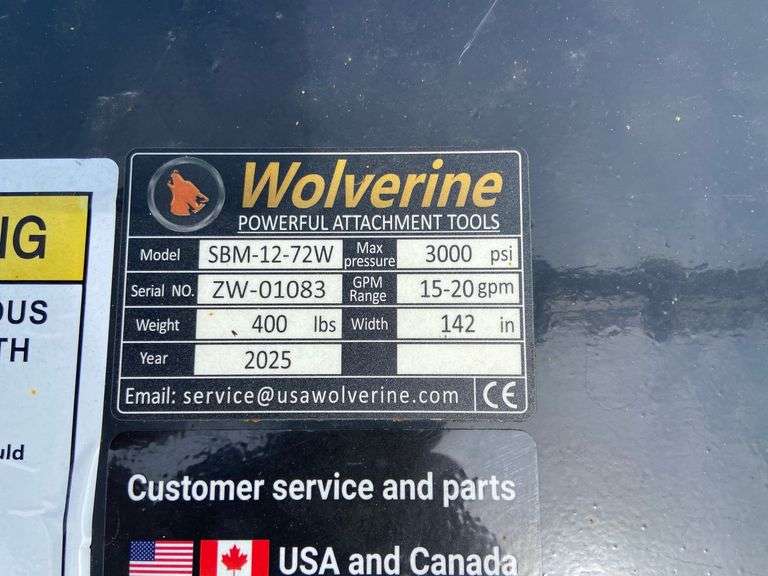 NG
OUS
TH
uld
Wolverine
POWERFUL ATTACHMENT TOOLS
Model SBM-12-72W Max pressure 3000 psi
Serial NO. ZW-01083 GPM Range 15-20 gpm
Weight 400 lbs Width 142 in
Year 2025
Email: service@usawolverine.com CE
Customer service and parts
USA and Canada